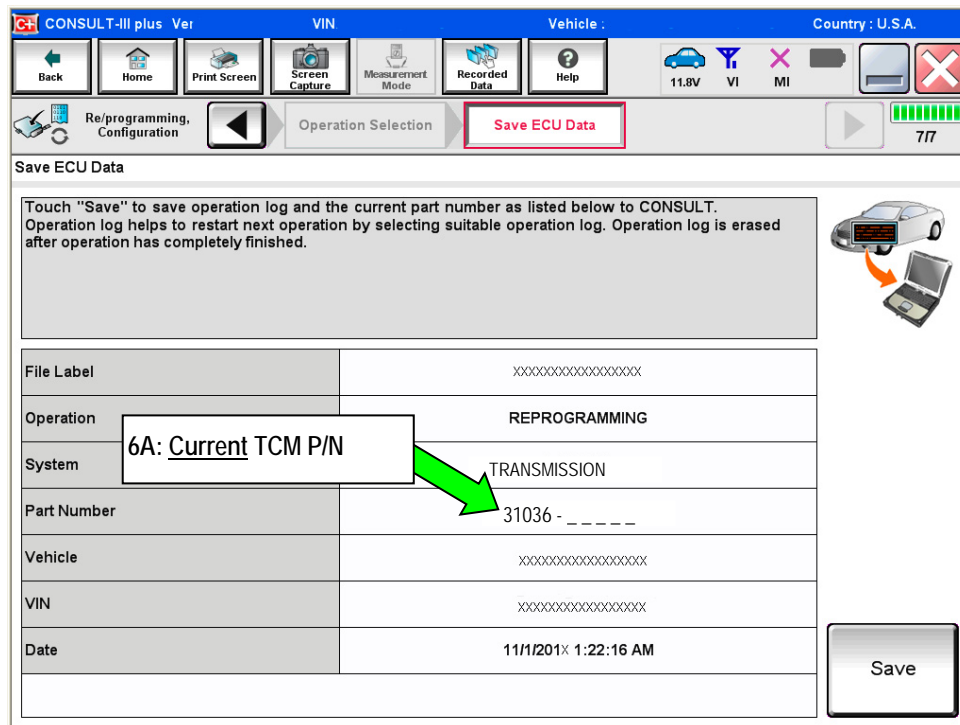 C+ CONSULT-III plus Ver VIN. Vehicle : Country : U.S.A.
Back
Home
Print Screen
Screen
Capture
Measurement
Mode
Recorded
Data
?
Help
11.8V
VI
MI
Re/programming,
Configuration
Operation Selection
Save ECU Data
7/7
Save ECU Data
Touch "Save" to save operation log and the current part number as listed below to CONSULT.
Operation log helps to restart next operation by selecting suitable operation log. Operation log is erased
after operation has completely finished.
File Label XXXXXXXXXXXXXXXXX
Operation REPROGRAMMING
6A: Current TCM P/N
System TRANSMISSION
Part Number 31036 - _ _ _ _ _
Vehicle XXXXXXXXXXXXXXXXX
VIN XXXXXXXXXXXXXXXXX
Date 11/1/201X 1:22:16 AM
Save